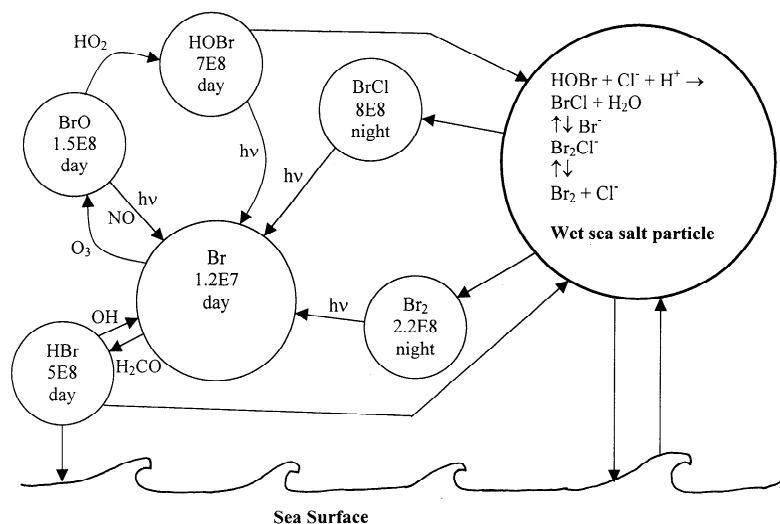 HO₂
HOBr
7E8
day
BrO
1.5E8
day
BrCl
8E8
night
HOBr + Cl⁻ + H⁺ →
BrCl + H₂O
↑↓ Br⁻
Br₂Cl⁻
↑↓
Br₂ + Cl⁻
Wet sea salt particle
hν
hν
hν
NO
O₃
Br
1.2E7
day
hν
Br₂
2.2E8
night
OH
H₂CO
HBr
5E8
day
Sea Surface